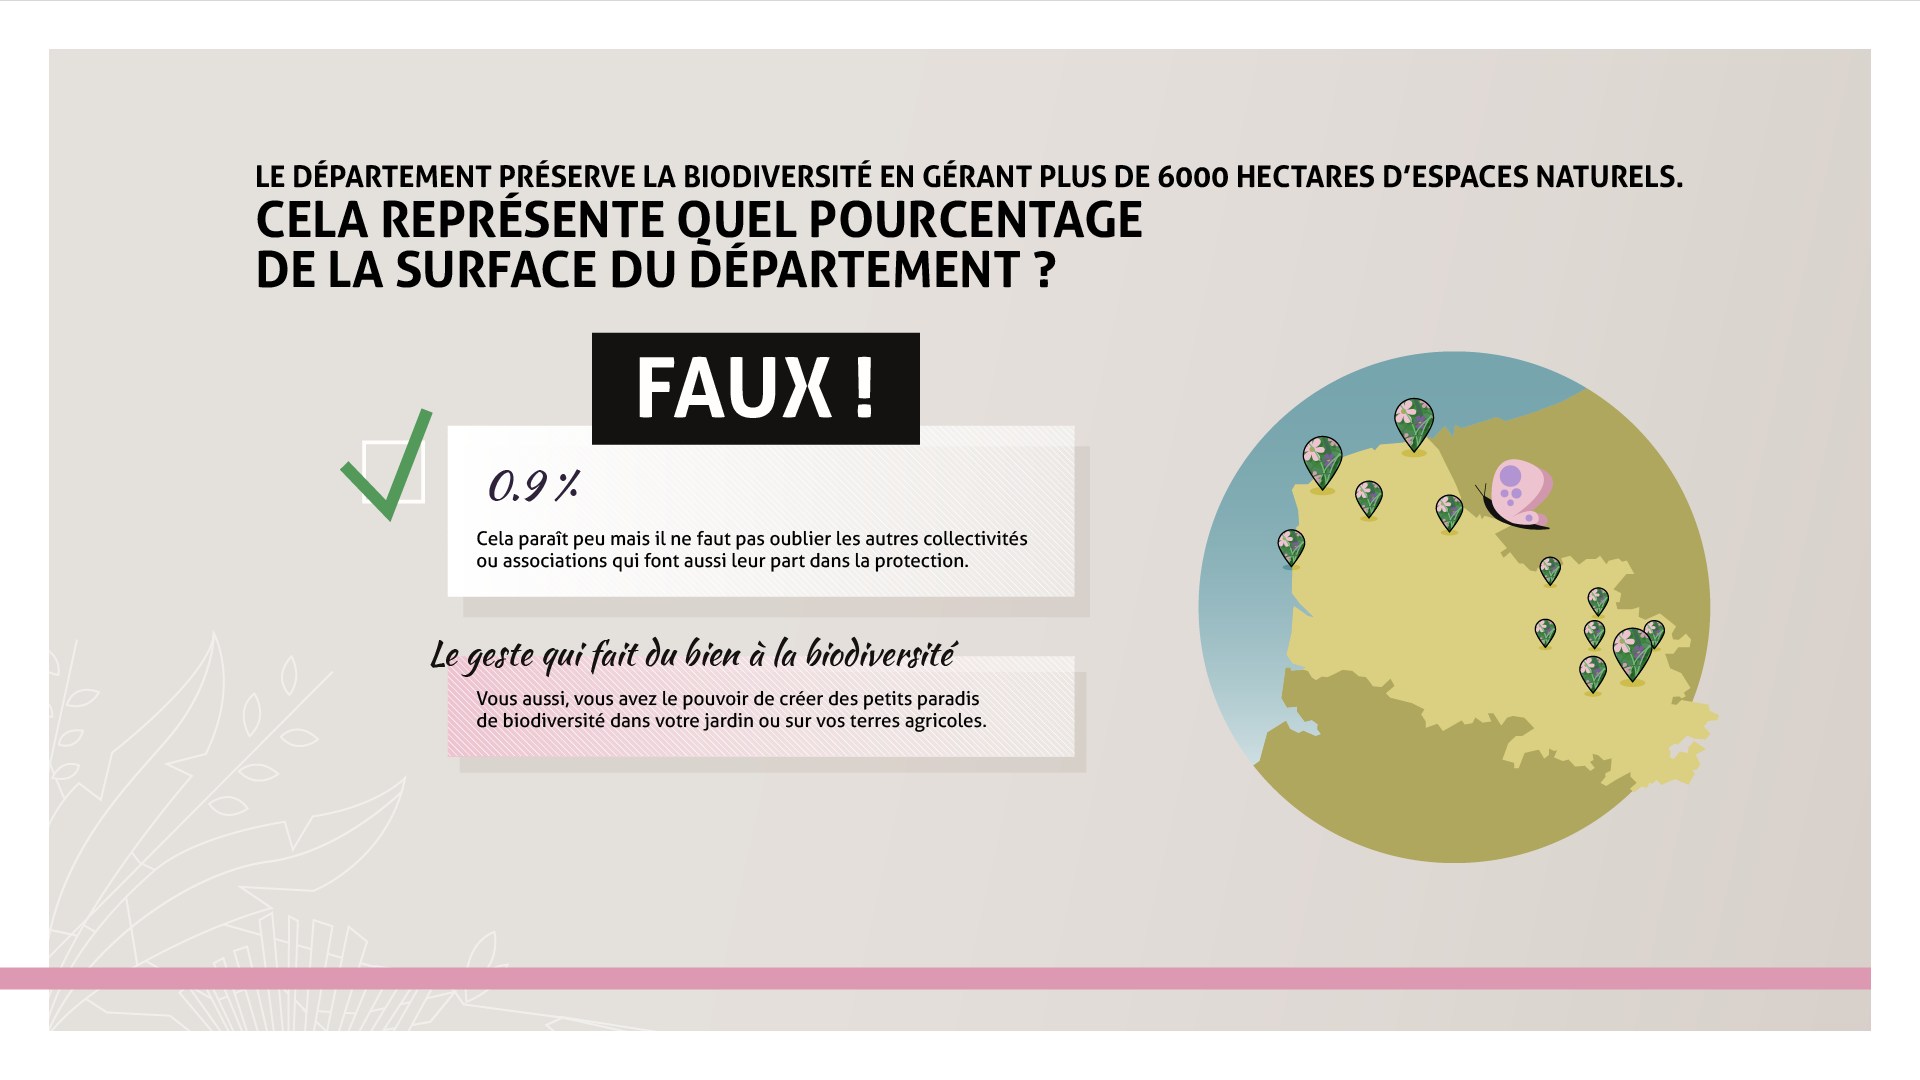 LE DÉPARTEMENT PRÉSERVE LA BIODIVERSITÉ EN GÉRANT PLUS DE 6000 HECTARES D'ESPACES NATURELS.
CELA REPRÉSENTE QUEL POURCENTAGE
DE LA SURFACE DU DÉPARTEMENT ?
FAUX !
0.9 %
Cela paraît peu mais il ne faut pas oublier les autres collectivités
ou associations qui font aussi leur part dans la protection.
Le geste qui fait du bien à la biodiversité
Vous aussi, vous avez le pouvoir de créer des petits paradis
de biodiversité dans votre jardin ou sur vos terres agricoles.